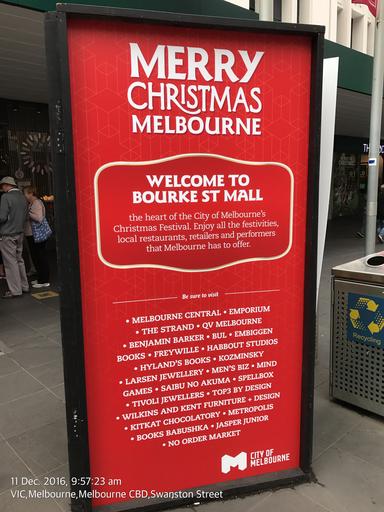 MERRY
CHRISTMAS
MELBOURNE
WELCOME TO
BOURKE ST MALL
the heart of the City of Melbourne's
Christmas Festival. Enjoy all the festivities,
local restaurants, retailers and performers
that Melbourne has to offer.
Be sure to visit
• MELBOURNE CENTRAL • EMPORIUM
• THE STRAND • QV MELBOURNE
• BENJAMIN BARKER • BUL • EMBIGGEN
BOOKS • FREYWILLE • HABBOUT STUDIOS
• HYLAND'S BOOKS • KOZMINSKY
• LARSEN JEWELLERY • MEN'S BIZ • MIND
GAMES • SAIBU NO AKUMA • SPELLBOX
• TIVOLI JEWELLERS • TOP3 BY DESIGN
• WILKINS AND KENT FURNITURE + DESIGN
• KITKAT CHOCOLATORY • METROPOLIS
• BOOKS BABUSHKA • JASPER JUNIOR
• NO ORDER MARKET
CITY OF
MELBOURNE
Recycling
11 Dec. 2016, 9:57:23 am
VIC,Melbourne,Melbourne CBD,Swanston Street